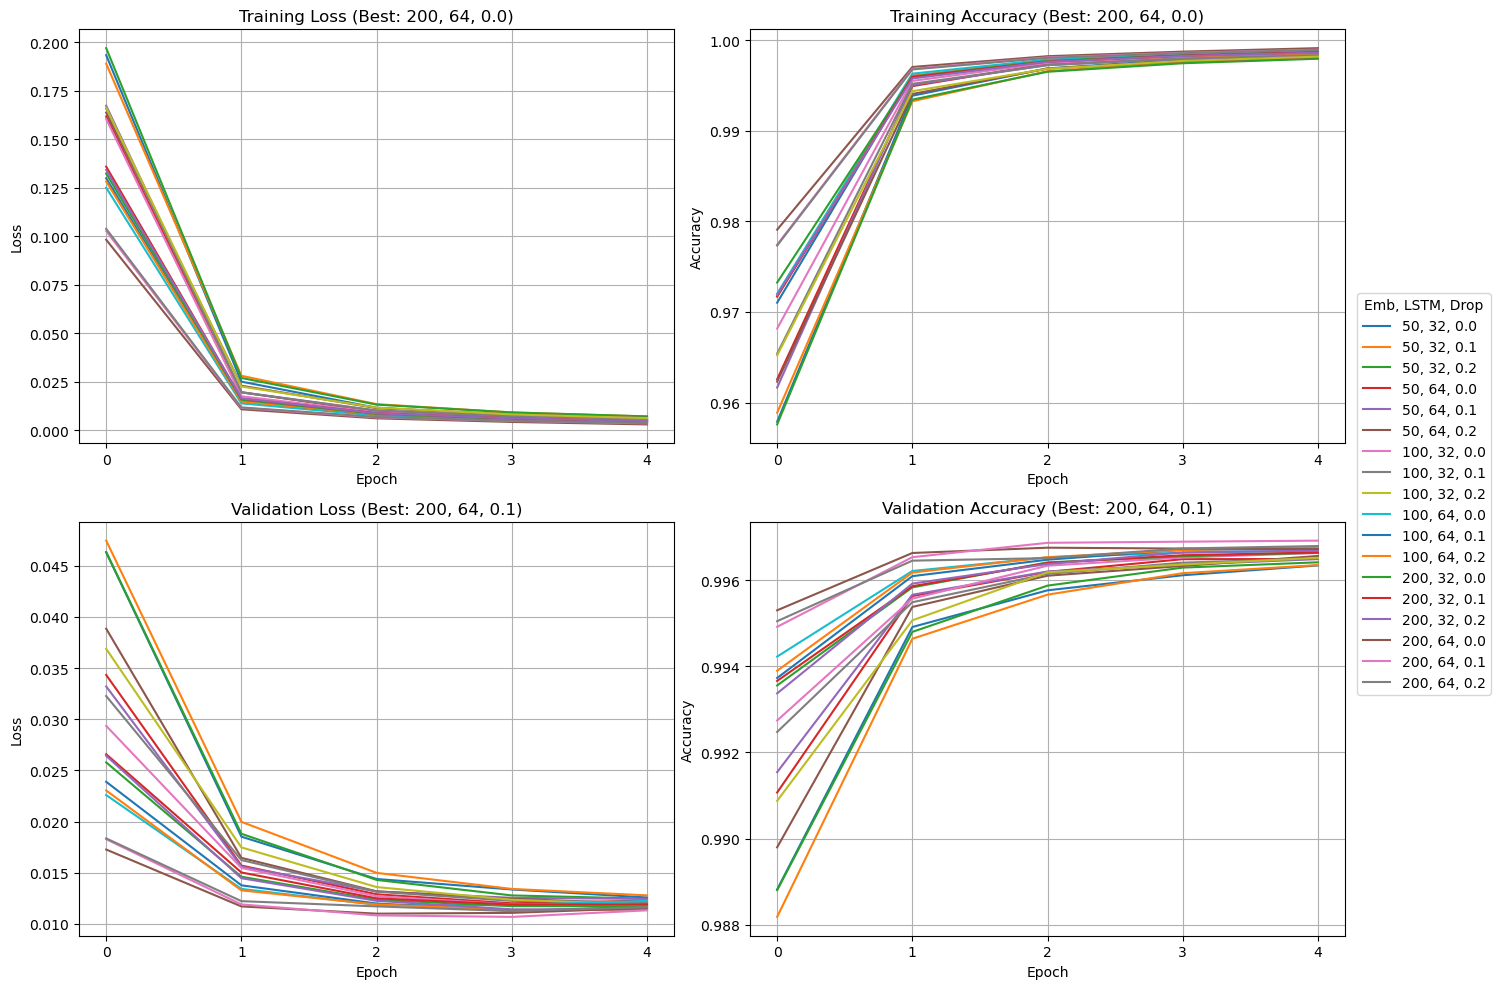 Training Loss (Best: 200, 64, 0.0)
0.200
0.175
0.150
0.125
0.100
0.075
0.050
0.025
0.000
Loss
0 1 2 3 4
Epoch
Training Accuracy (Best: 200, 64, 0.0)
1.00
0.99
0.98
0.97
0.96
Accuracy
0 1 2 3 4
Epoch
Validation Loss (Best: 200, 64, 0.1)
0.045
0.040
0.035
0.030
0.025
0.020
0.015
0.010
Loss
0 1 2 3 4
Epoch
Validation Accuracy (Best: 200, 64, 0.1)
0.996
0.994
0.992
0.990
0.988
Accuracy
0 1 2 3 4
Epoch
Emb, LSTM, Drop
50, 32, 0.0
50, 32, 0.1
50, 32, 0.2
50, 64, 0.0
50, 64, 0.1
50, 64, 0.2
100, 32, 0.0
100, 32, 0.1
100, 32, 0.2
100, 64, 0.0
100, 64, 0.1
100, 64, 0.2
200, 32, 0.0
200, 32, 0.1
200, 32, 0.2
200, 64, 0.0
200, 64, 0.1
200, 64, 0.2